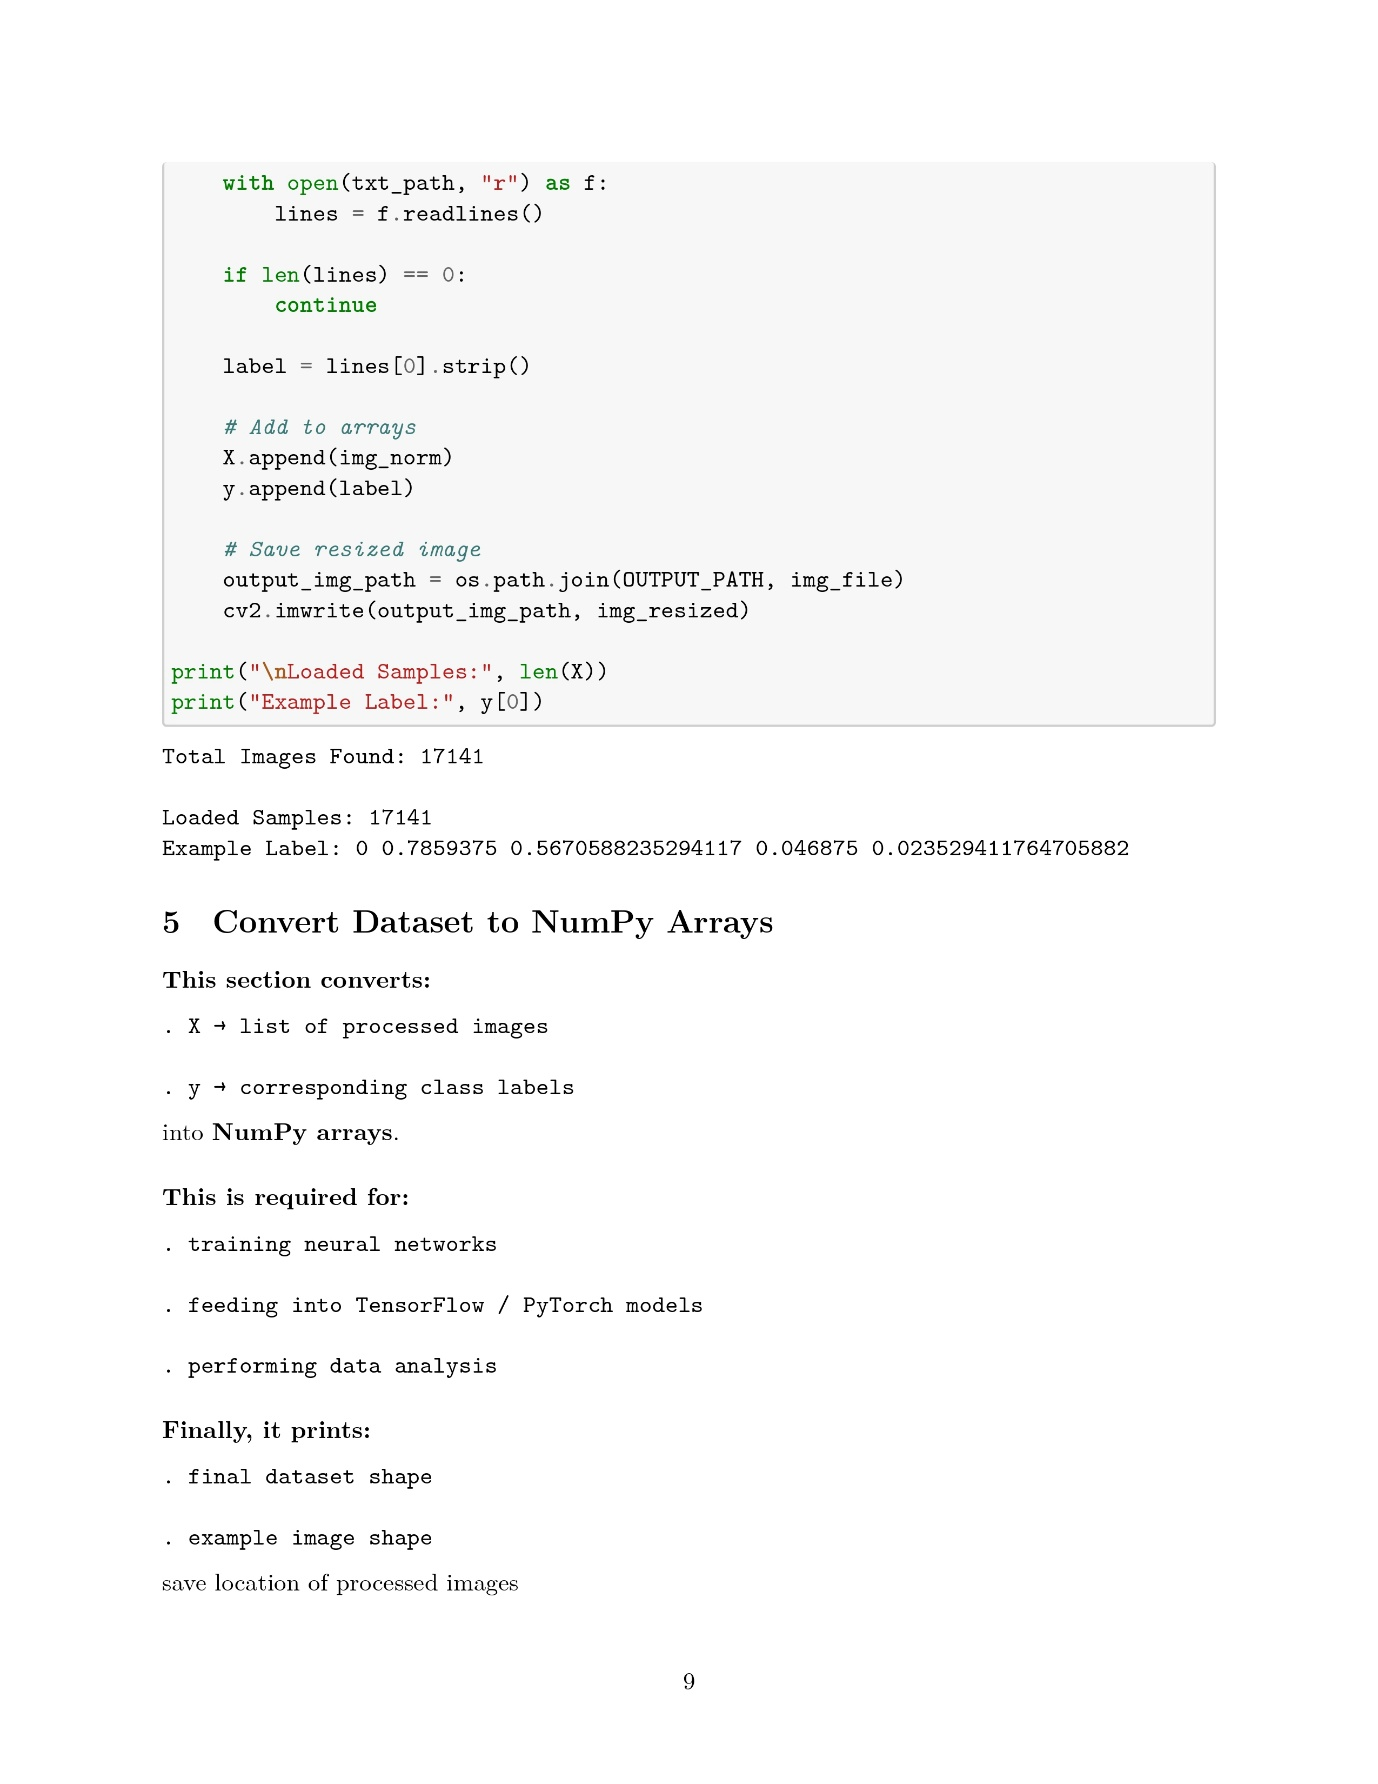 with open(txt_path, "r") as f:
lines = f.readlines()
if len(lines) == 0:
continue
label = lines[0].strip()
# Add to arrays
X.append(img_norm)
y.append(label)
# Save resized image
output_img_path = os.path.join(OUTPUT_PATH, img_file)
cv2.imwrite(output_img_path, img_resized)
print("\nLoaded Samples:", len(X))
print("Example Label:", y[0])
Total Images Found: 17141
Loaded Samples: 17141
Example Label: 0 0.7859375 0.5670588235294117 0.046875 0.023529411764705882
5 Convert Dataset to NumPy Arrays
This section converts:
. X → list of processed images
. y → corresponding class labels
into NumPy arrays.
This is required for:
. training neural networks
. feeding into TensorFlow / PyTorch models
. performing data analysis
Finally, it prints:
. final dataset shape
. example image shape
save location of processed images
9